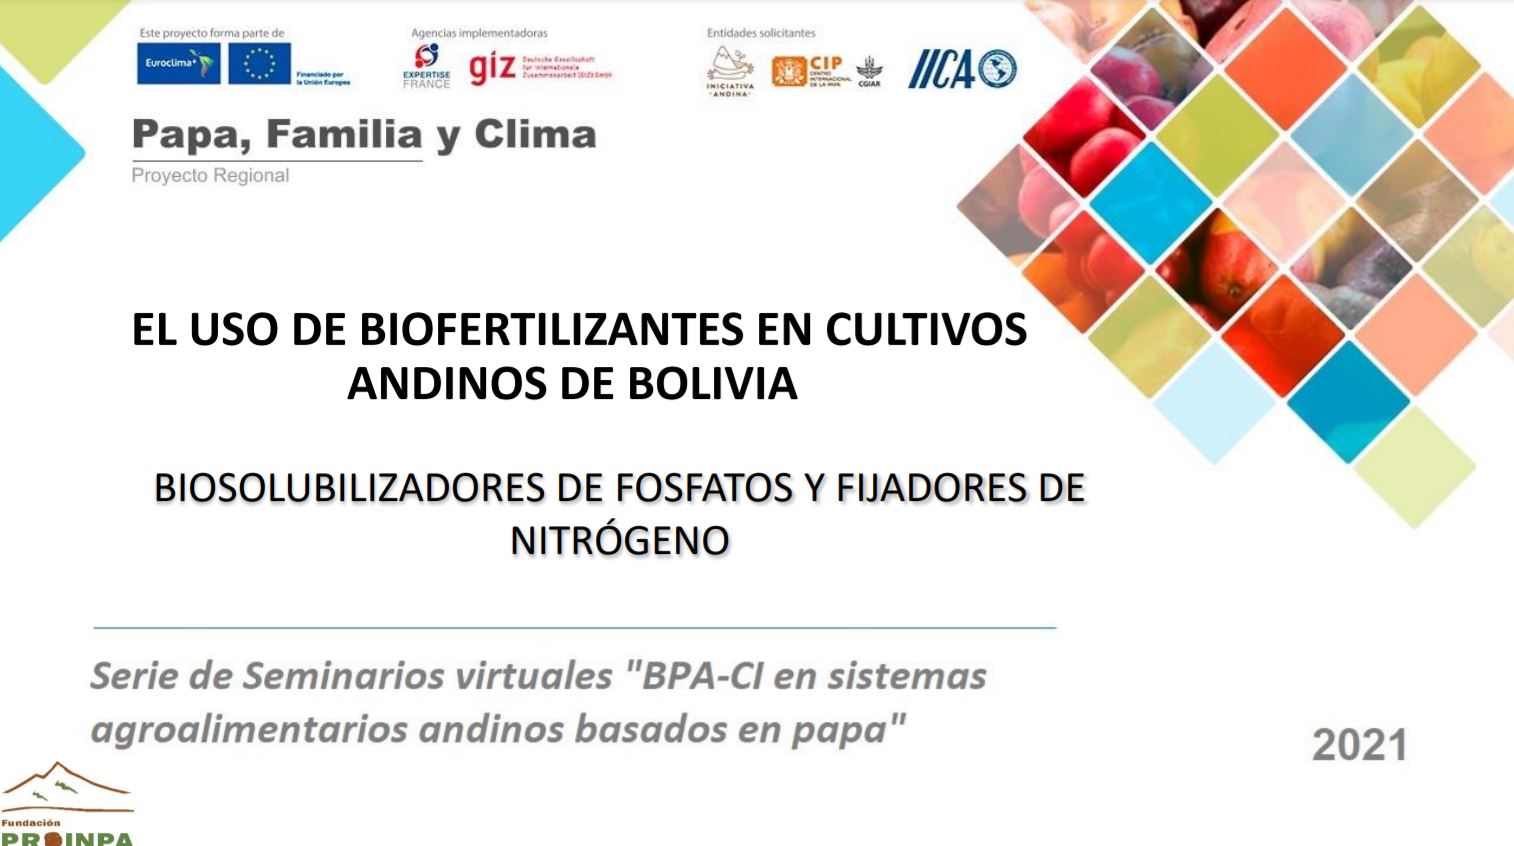 Este proyecto forma parte de
Agencias implementadoras
Entidades solicitantes
Euroclima+
Financiado por
la Unión Europea
EXPERTISE
FRANCE
giz
Deutsche Gesellschaft
für Internationale
Zusammenarbeit (GIZ) GmbH
INICIATIVA
-ANDINA-
CIP
CENTRO
INTERNACIONAL
DE LA PAPA
CGIAR
IICA
Papa, Familia y Clima
Proyecto Regional
EL USO DE BIOFERTILIZANTES EN CULTIVOS
ANDINOS DE BOLIVIA
BIOSOLUBILIZADORES DE FOSFATOS Y FIJADORES DE
NITRÓGENO
Serie de Seminarios virtuales "BPA-CI en sistemas
agroalimentarios andinos basados en papa"
2021
Fundación
PROINPA